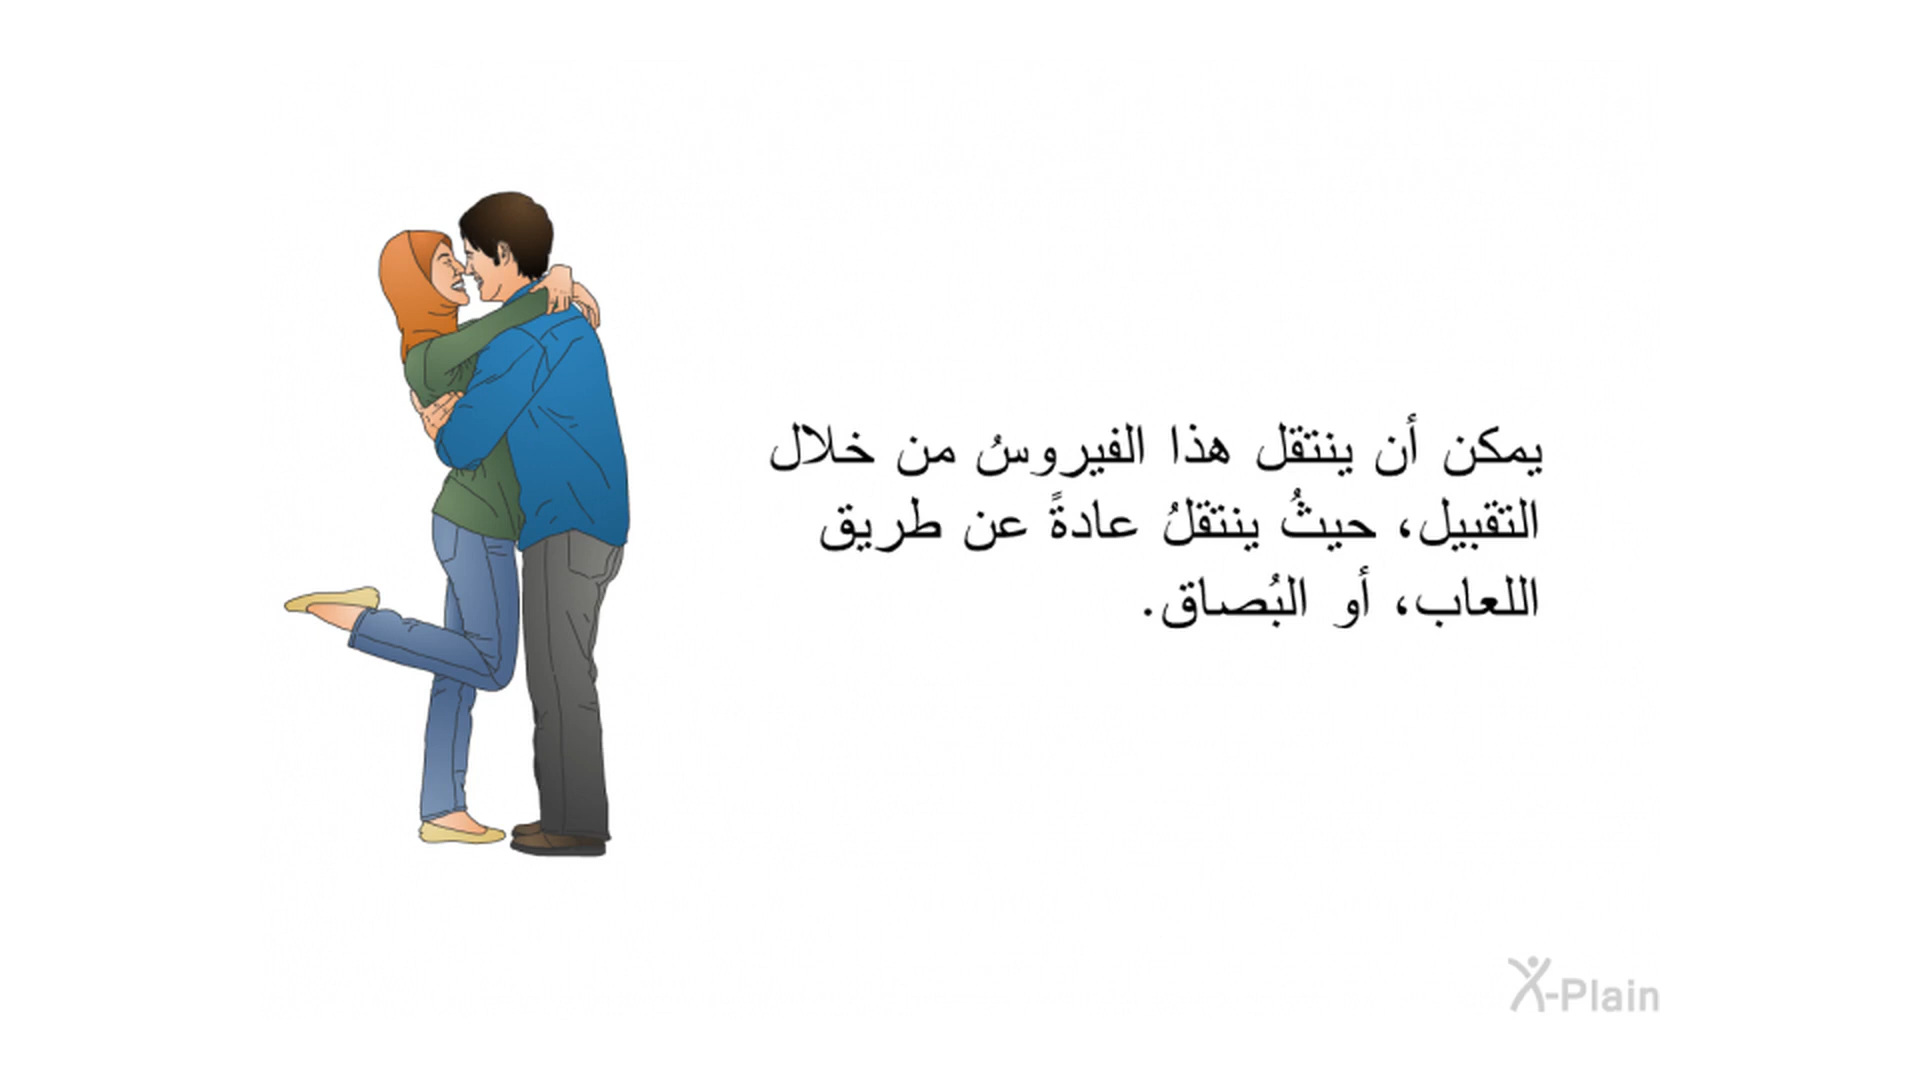 يمكن أن ينتقل هذا الفيروسُ من خلال
التقبيل، حيثُ ينتقلُ عادةً عن طريق
اللعاب، أو البُصاق.
X-Plain